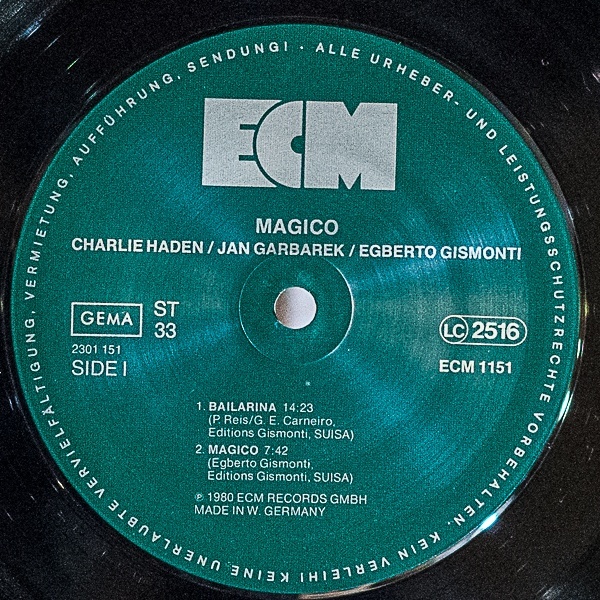 ALLE URHEBER- UND LEISTUNGSSCHUTZRECHTE VORBEHALTEN. KEIN VERLEIH! KEINE UNERLAUBTE VERVIELFÄLTIGUNG, VERMIETUNG, AUFFÜHRUNG, SENDUNG! ·
ECM
MAGICO
CHARLIE HADEN / JAN GARBAREK / EGBERTO GISMONTI
GEMA
ST
33
2301 151
SIDE I
LC 2516
ECM 1151
1. BAILARINA 14:23
(P. Reis/G. E. Carneiro,
Editions Gismonti, SUISA)
2. MAGICO 7:42
(Egberto Gismonti,
Editions Gismonti, SUISA)
℗ 1980 ECM RECORDS GMBH
MADE IN W. GERMANY